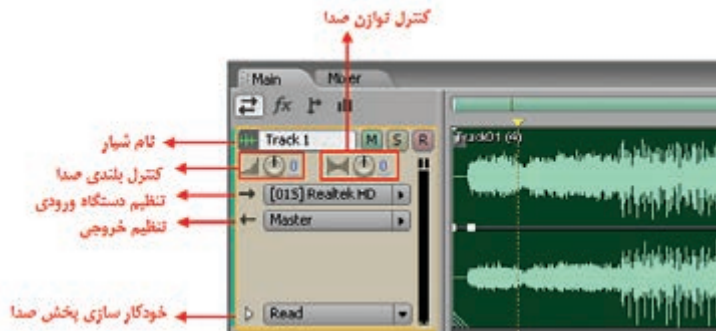 کنترل توازن صدا
Main Mixer
fx
نام شیار
Track 1 M S R
Track01 (4)
کنترل بلندی صدا
0 0
تنظیم دستگاه ورودی
[01S] Realtek HD
تنظیم خروجی
Master
خودکار سازی پخش صدا
Read